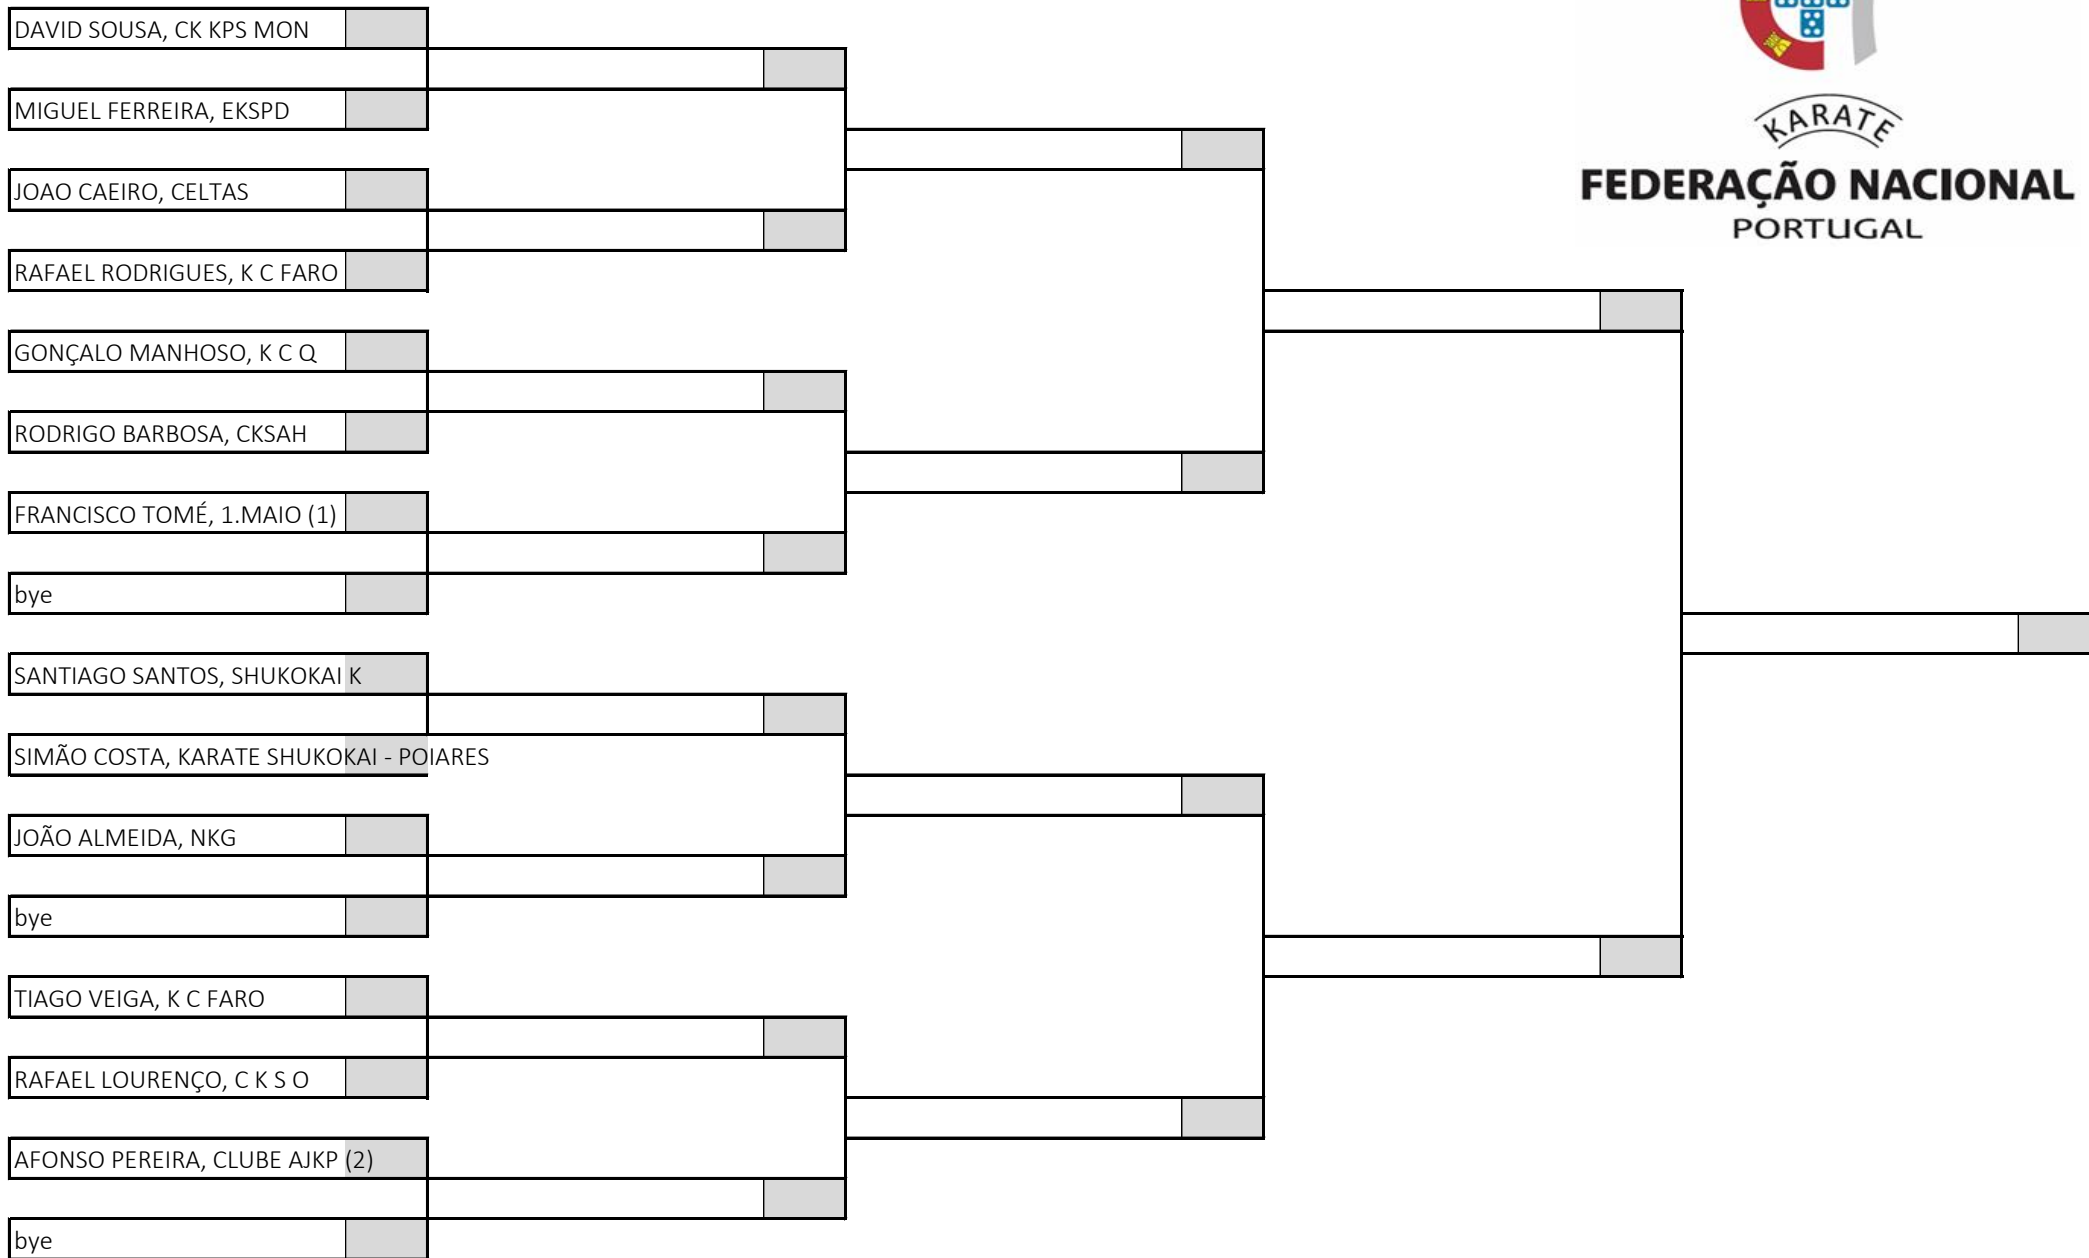 DAVID SOUSA, CK KPS MON
MIGUEL FERREIRA, EKSPD
JOAO CAEIRO, CELTAS
RAFAEL RODRIGUES, K C FARO
GONÇALO MANHOSO, K C Q
RODRIGO BARBOSA, CKSAH
FRANCISCO TOMÉ, 1.MAIO (1)
bye
SANTIAGO SANTOS, SHUKOKAI K
SIMÃO COSTA, KARATE SHUKOKAI - POIARES
JOÃO ALMEIDA, NKG
bye
TIAGO VEIGA, K C FARO
RAFAEL LOURENÇO, C K S O
AFONSO PEREIRA, CLUBE AJKP (2)
bye
KARATE
FEDERAÇÃO NACIONAL
PORTUGAL